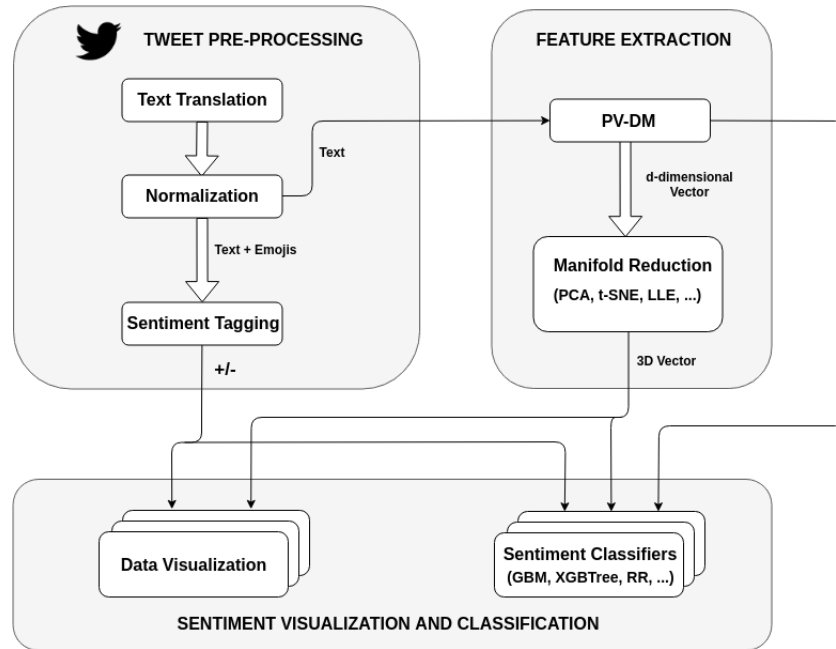 TWEET PRE-PROCESSING
Text Translation
Normalization
Text
Text + Emojis
Sentiment Tagging
+/-
FEATURE EXTRACTION
PV-DM
d-dimensional
Vector
Manifold Reduction
(PCA, t-SNE, LLE, ...)
3D Vector
Data Visualization
Sentiment Classifiers
(GBM, XGBTree, RR, ...)
SENTIMENT VISUALIZATION AND CLASSIFICATION